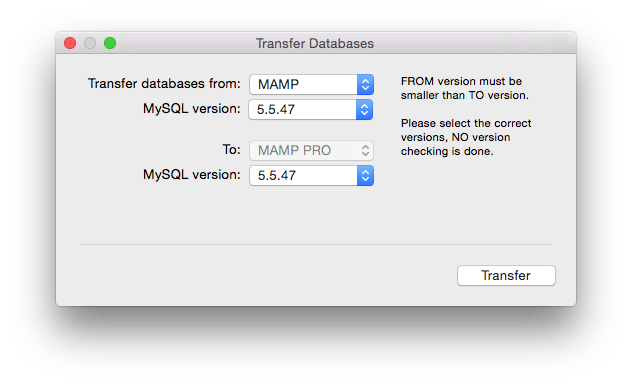 Transfer Databases
Transfer databases from: MAMP
MySQL version: 5.5.47
To: MAMP PRO
MySQL version: 5.5.47
FROM version must be
smaller than TO version.
Please select the correct
versions, NO version
checking is done.
Transfer